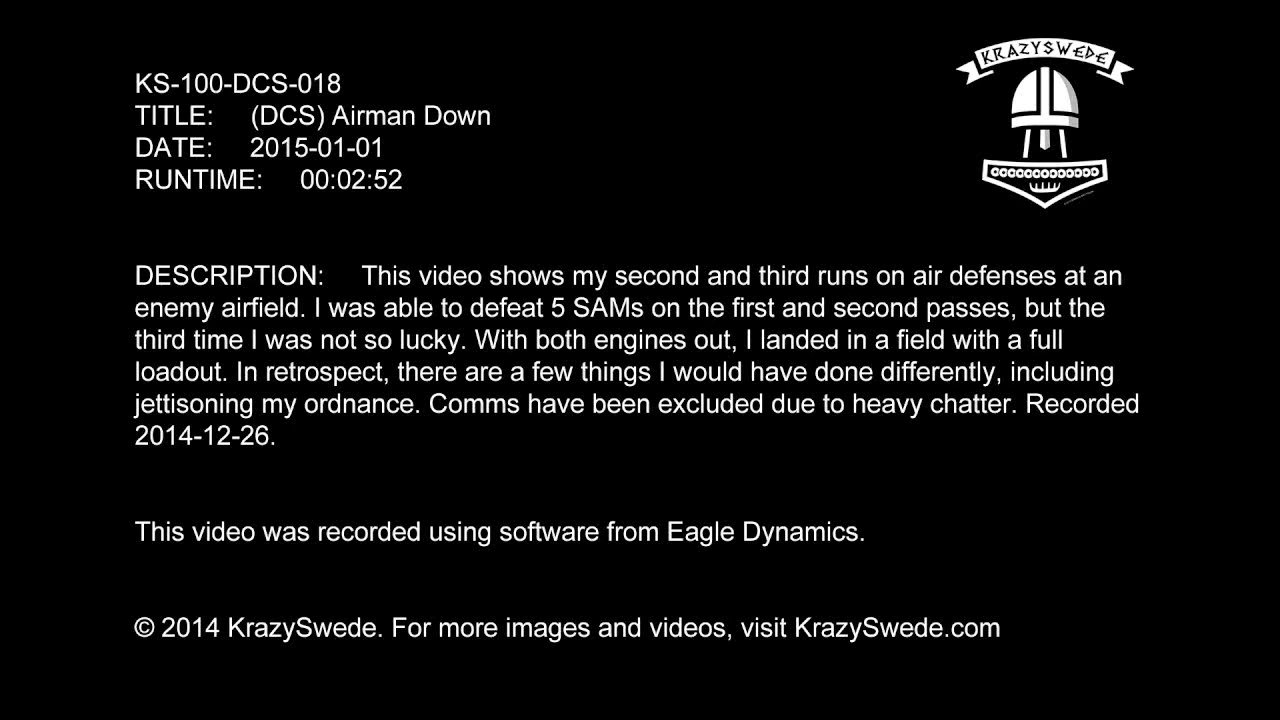 KRAZYSWEDE
KS-100-DCS-018
TITLE: (DCS) Airman Down
DATE: 2015-01-01
RUNTIME: 00:02:52
DESCRIPTION: This video shows my second and third runs on air defenses at an
enemy airfield. I was able to defeat 5 SAMs on the first and second passes, but the
third time I was not so lucky. With both engines out, I landed in a field with a full
loadout. In retrospect, there are a few things I would have done differently, including
jettisoning my ordnance. Comms have been excluded due to heavy chatter. Recorded
2014-12-26.
This video was recorded using software from Eagle Dynamics.
© 2014 KrazySwede. For more images and videos, visit KrazySwede.com